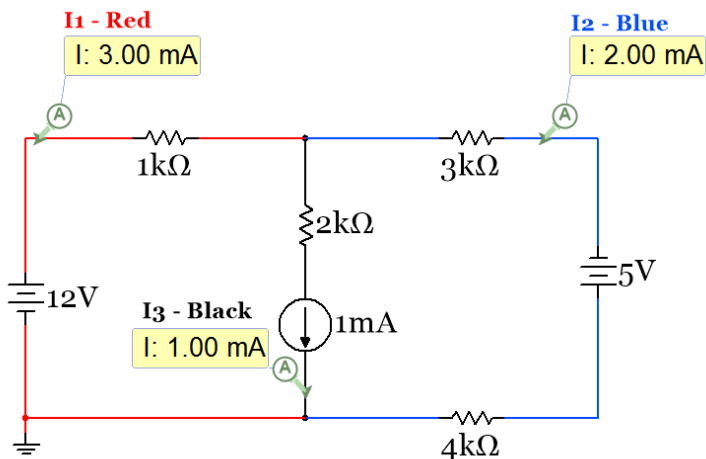 I1 - Red
I: 3.00 mA
I2 - Blue
I: 2.00 mA
A
A
1kΩ
3kΩ
2kΩ
12V
5V
I3 - Black
1mA
I: 1.00 mA
A
4kΩ